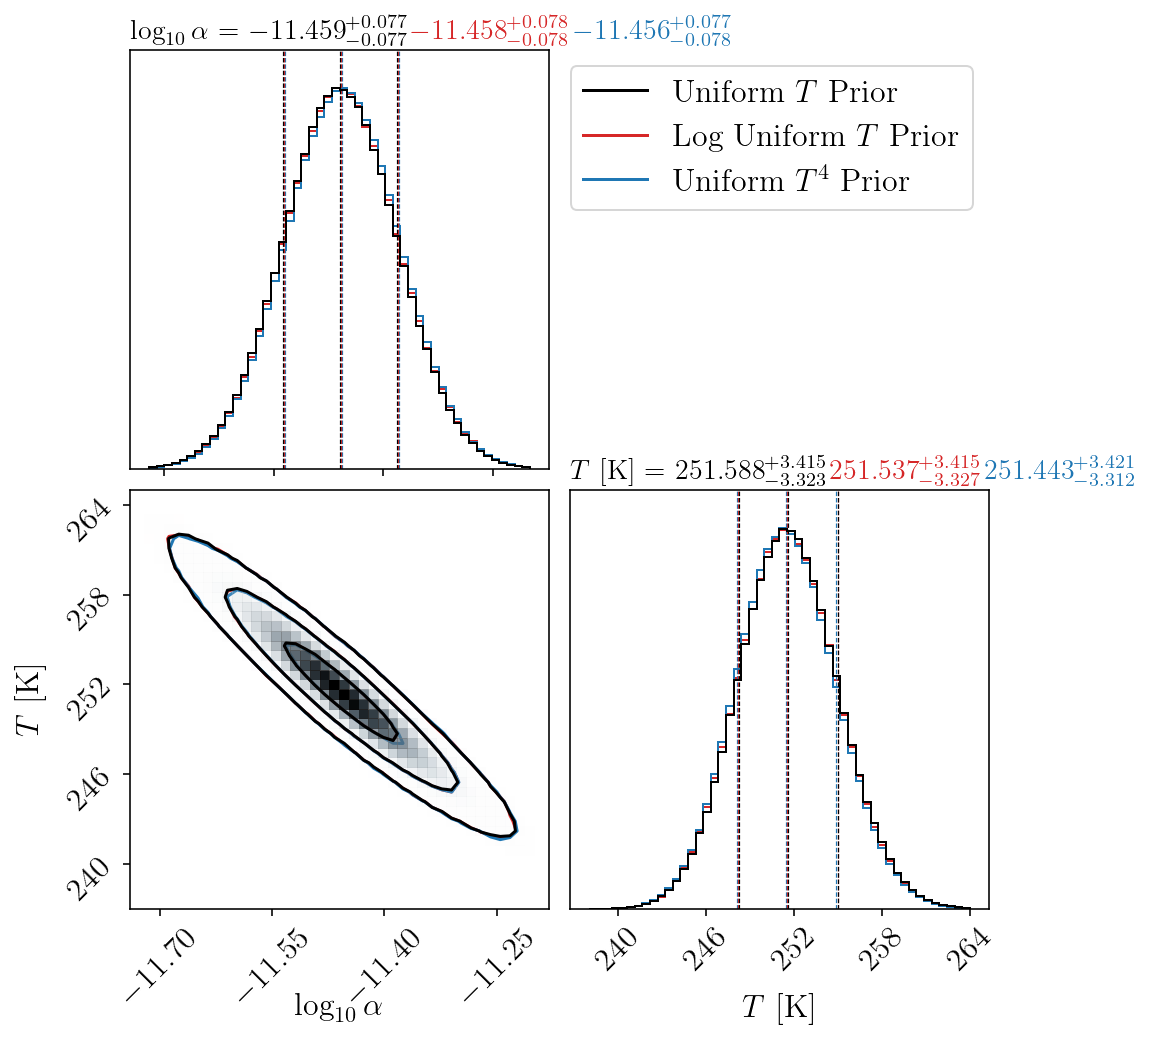 log₁₀ α = −11.459+0.077−0.077 −11.458+0.078−0.078 −11.456+0.077−0.078
Uniform T Prior
Log Uniform T Prior
Uniform T⁴ Prior
T [K] = 251.588+3.415−3.323 251.537+3.415−3.327 251.443+3.421−3.312
264
258
252
246
240
T [K]
−11.70 −11.55 −11.40 −11.25
log₁₀ α
240 246 252 258 264
T [K]